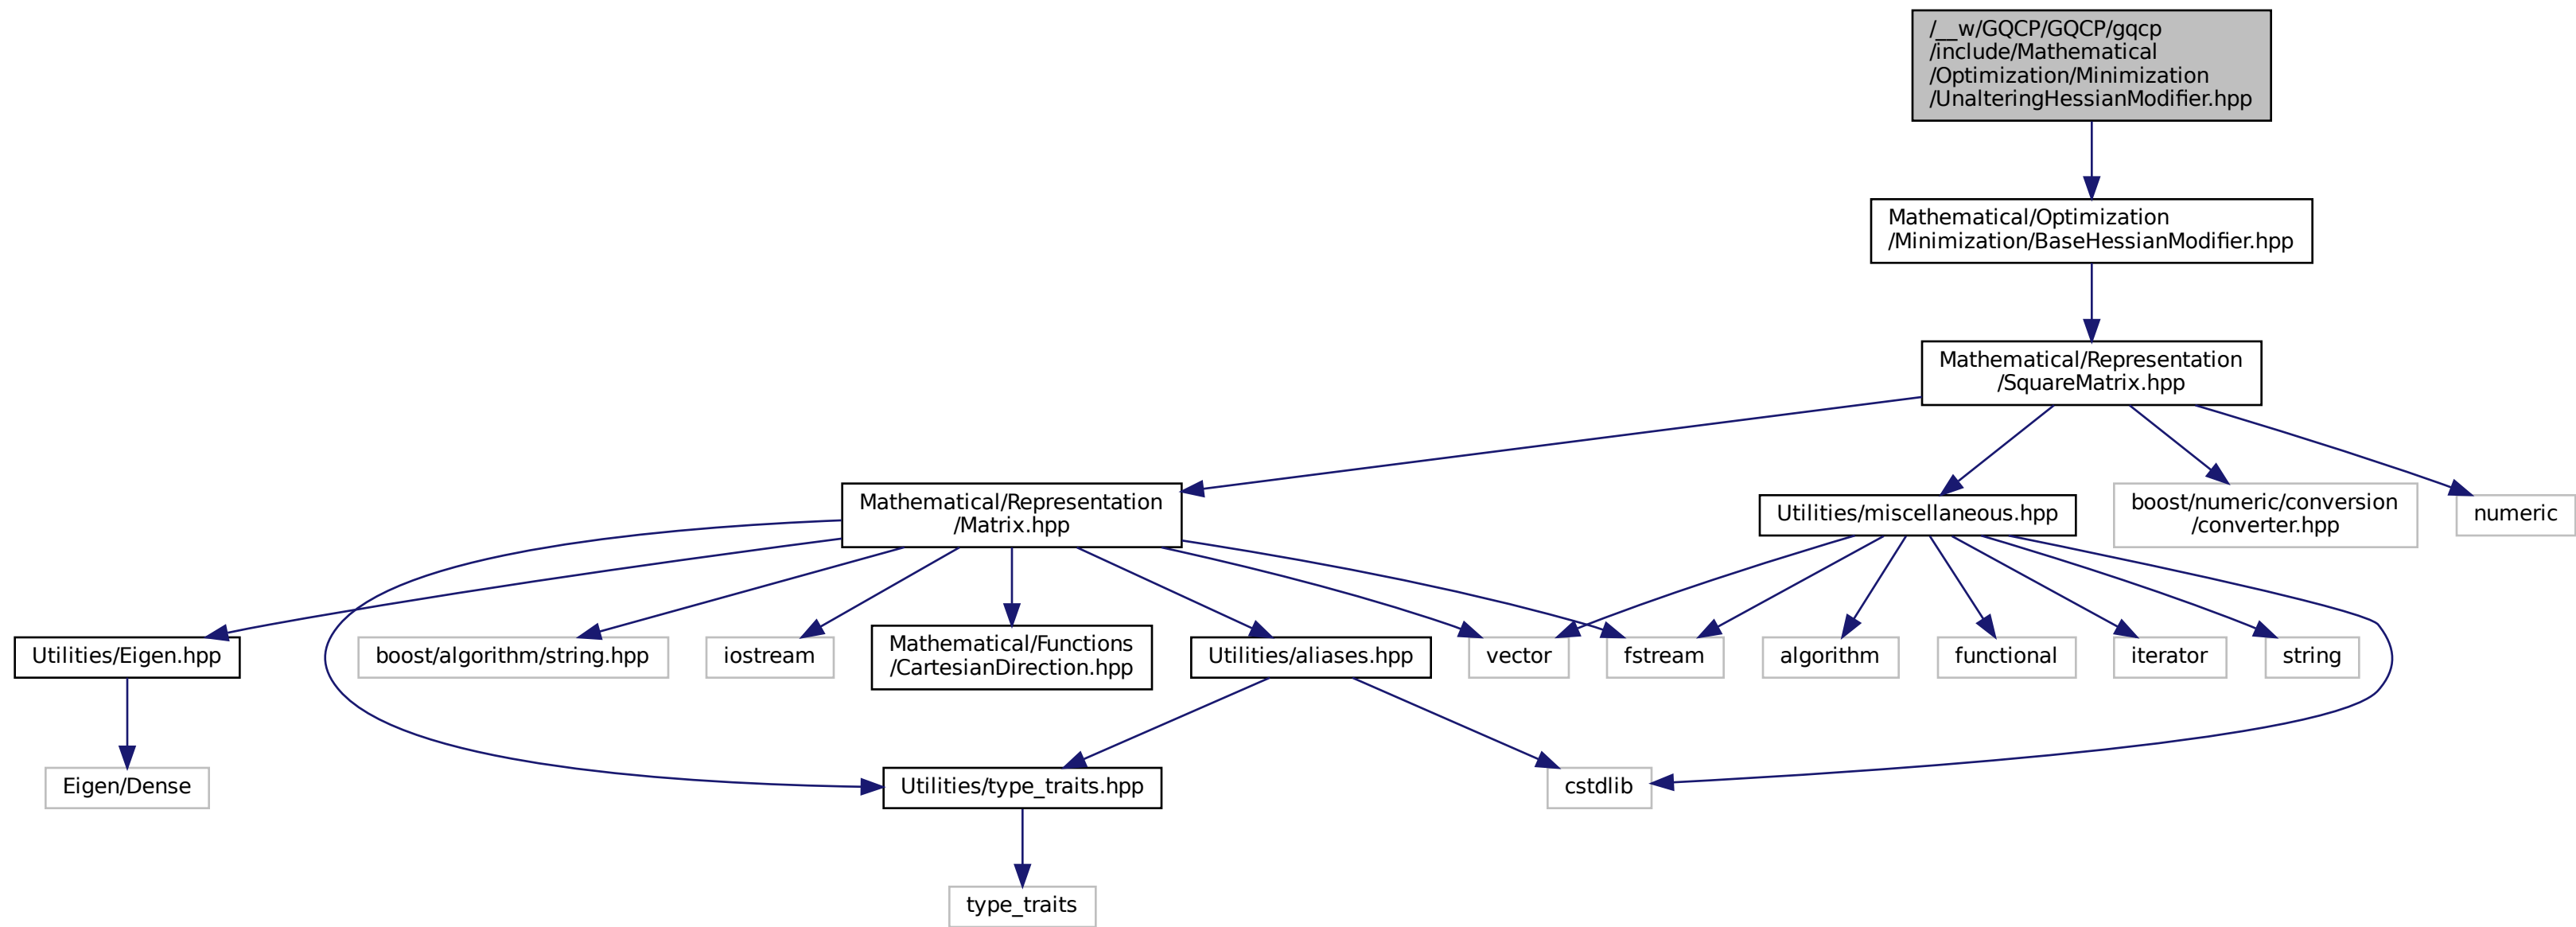 /__w/GQCP/GQCP/gqcp
/include/Mathematical
/Optimization/Minimization
/UnalteringHessianModifier.hpp
Mathematical/Optimization
/Minimization/BaseHessianModifier.hpp
Mathematical/Representation
/SquareMatrix.hpp
Mathematical/Representation
/Matrix.hpp
Utilities/miscellaneous.hpp
boost/numeric/conversion
/converter.hpp
numeric
Utilities/Eigen.hpp
boost/algorithm/string.hpp
iostream
Mathematical/Functions
/CartesianDirection.hpp
Utilities/aliases.hpp
vector
fstream
algorithm
functional
iterator
string
Eigen/Dense
Utilities/type_traits.hpp
cstdlib
type_traits